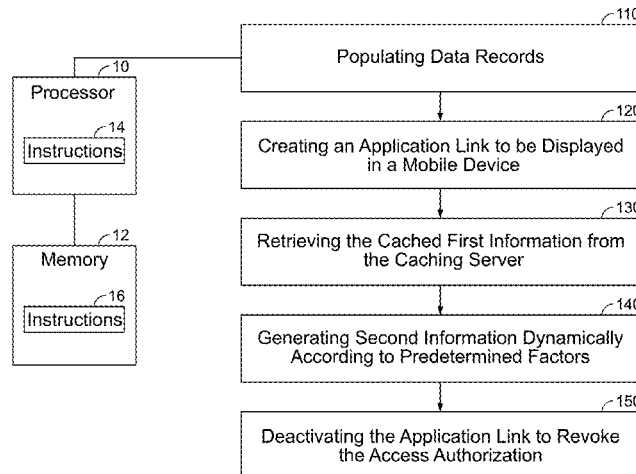 110
Populating Data Records
10
Processor
14
Instructions
120
Creating an Application Link to be Displayed
in a Mobile Device
130
Retrieving the Cached First Information from
the Caching Server
12
Memory
16
Instructions
140
Generating Second Information Dynamically
According to Predetermined Factors
150
Deactivating the Application Link to Revoke
the Access Authorization